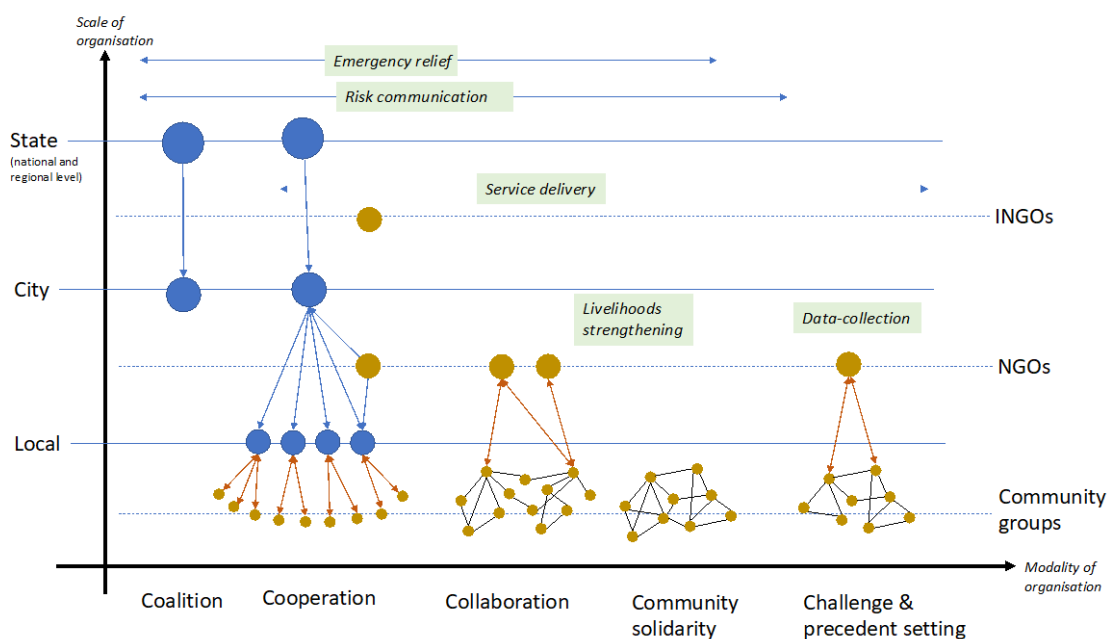 Scale of
organisation
Emergency relief
Risk communication
State
(national and
regional level)
Service delivery
INGOs
City
Livelihoods
strengthening
Data-collection
NGOs
Local
Community
groups
Modality of
organisation
Coalition
Cooperation
Collaboration
Community
solidarity
Challenge &
precedent setting